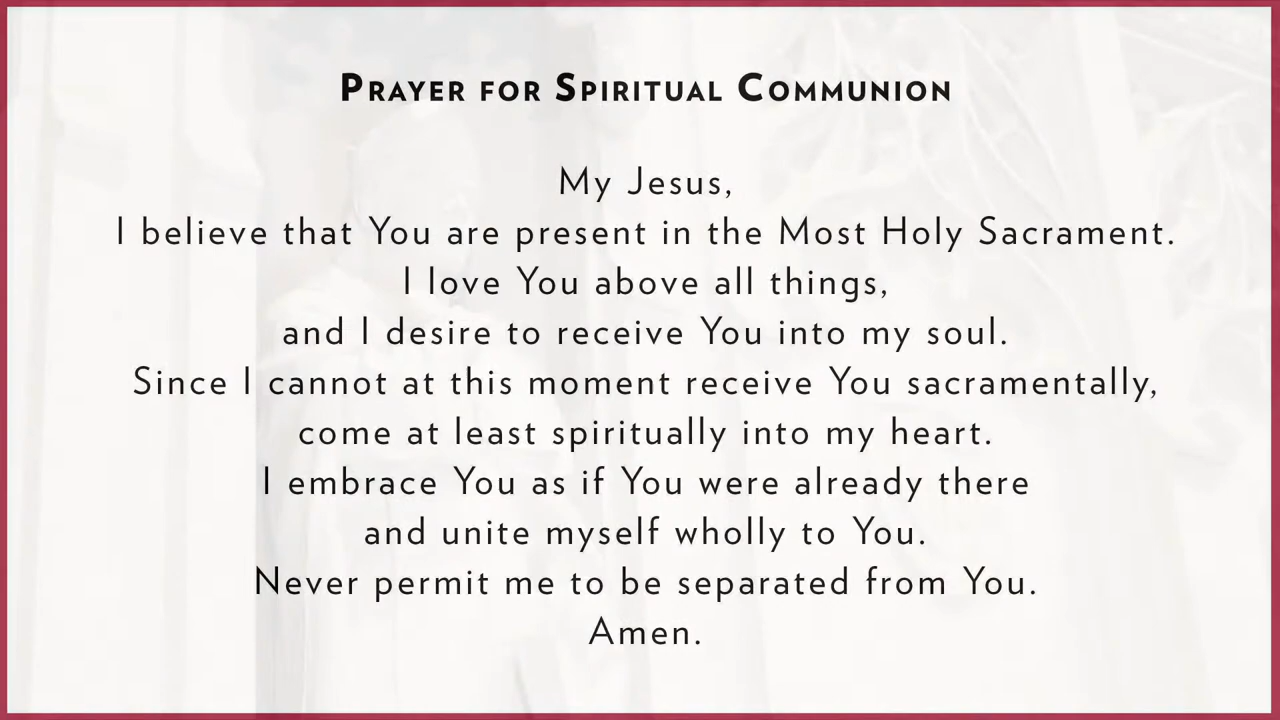 Prayer for Spiritual Communion
My Jesus,
I believe that You are present in the Most Holy Sacrament.
I love You above all things,
and I desire to receive You into my soul.
Since I cannot at this moment receive You sacramentally,
come at least spiritually into my heart.
I embrace You as if You were already there
and unite myself wholly to You.
Never permit me to be separated from You.
Amen.